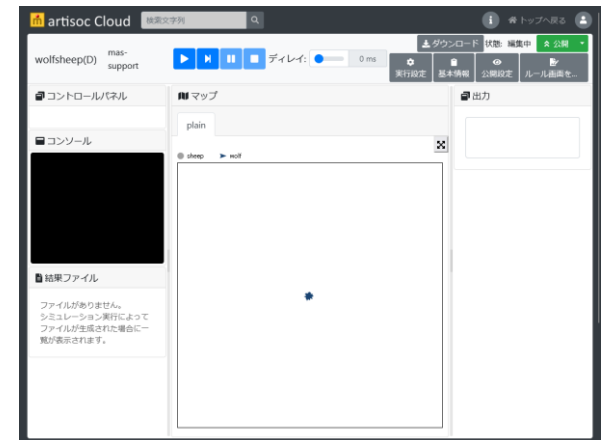 artisoc Cloud 検索文字列 トップへ戻る
ダウンロード 状態: 編集中 公開
wolfsheep(D) mas-support ディレイ: 0 ms
実行設定 基本情報 公開設定 ルール画面を...
コントロールパネル マップ 出力
plain
コンソール
sheep wolf
結果ファイル
ファイルがありません。
シミュレーション実行によって
ファイルが生成された場合に一
覧が表示されます。